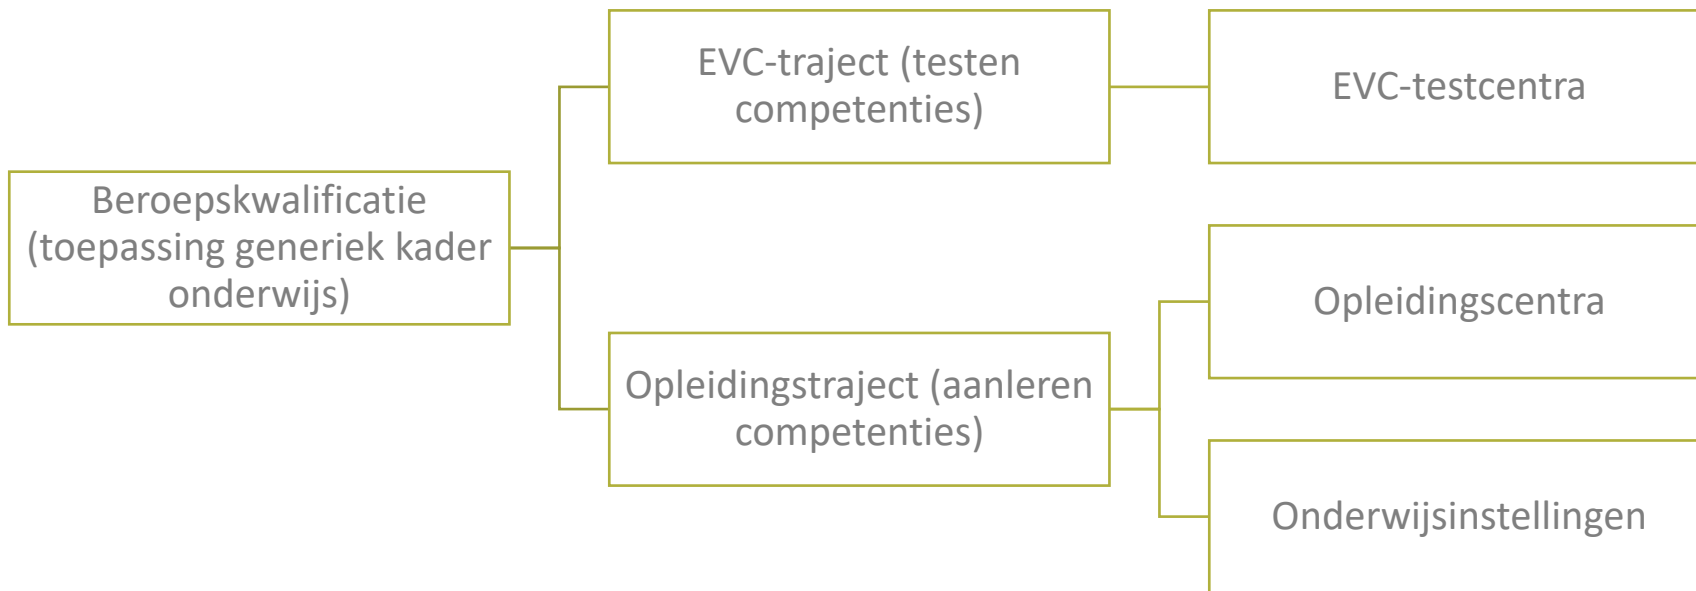 Beroepskwalificatie
(toepassing generiek kader
onderwijs)
EVC-traject (testen
competenties)
EVC-testcentra
Opleidingstraject (aanleren
competenties)
Opleidingscentra
Onderwijsinstellingen